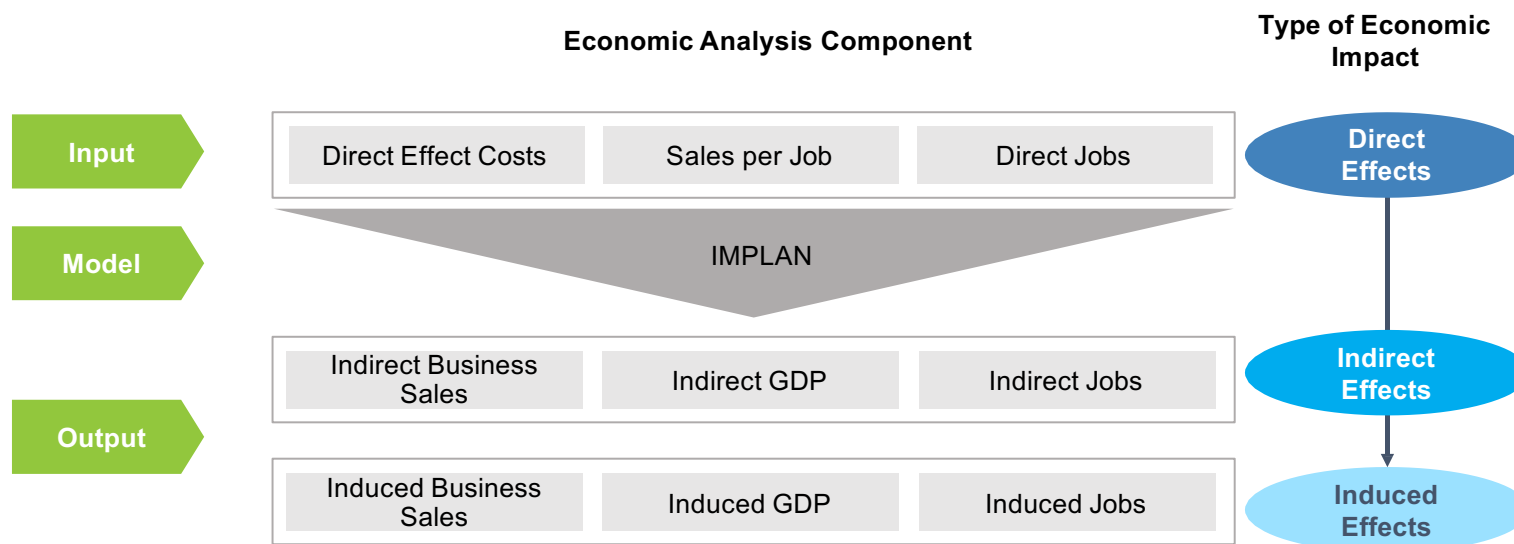 Economic Analysis Component
Type of Economic
Impact
Input
Direct Effect Costs
Sales per Job
Direct Jobs
Direct
Effects
Model
IMPLAN
Output
Indirect Business
Sales
Indirect GDP
Indirect Jobs
Indirect
Effects
Induced Business
Sales
Induced GDP
Induced Jobs
Induced
Effects